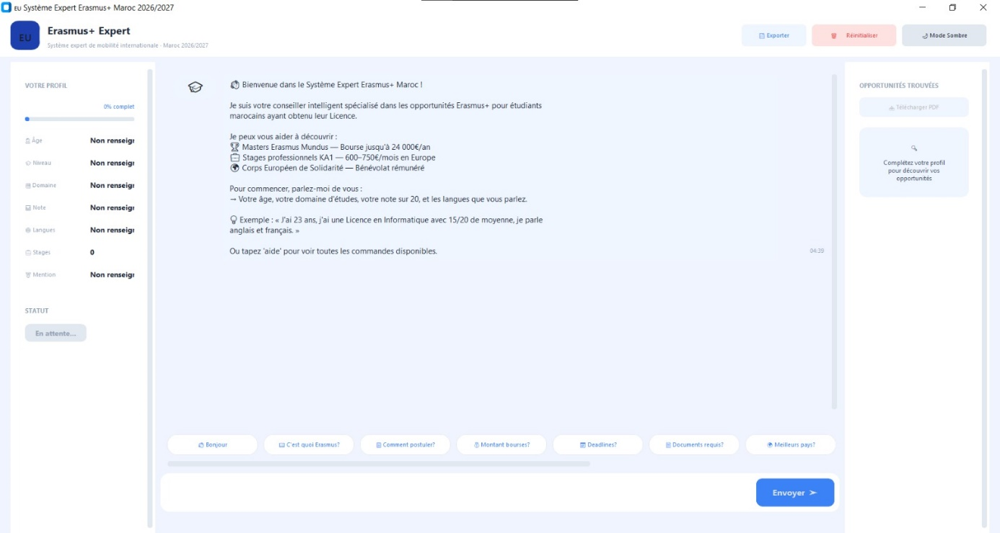 EU Système Expert Erasmus+ Maroc 2026/2027
EU
Erasmus+ Expert
Système expert de mobilité internationale · Maroc 2026/2027
Exporter
Réinitialiser
Mode Sombre
VOTRE PROFIL
0% complet
Âge Non renseigr
Niveau Non renseigr
Domaine Non renseigr
Note Non renseigr
Langues Non renseigr
Stages 0
Mention Non renseigr
STATUT
En attente...
Bienvenue dans le Système Expert Erasmus+ Maroc !
Je suis votre conseiller intelligent spécialisé dans les opportunités Erasmus+ pour étudiants
marocains ayant obtenu leur Licence.
Je peux vous aider à découvrir :
Masters Erasmus Mundus — Bourse jusqu'à 24 000€/an
Stages professionnels KA1 — 600–750€/mois en Europe
Corps Européen de Solidarité — Bénévolat rémunéré
Pour commencer, parlez-moi de vous :
→ Votre âge, votre domaine d'études, votre note sur 20, et les langues que vous parlez.
Exemple : « J'ai 23 ans, j'ai une Licence en Informatique avec 15/20 de moyenne, je parle
anglais et français. »
Ou tapez 'aide' pour voir toutes les commandes disponibles.
04:39
Bonjour
C'est quoi Erasmus?
Comment postuler?
Montant bourses?
Deadlines?
Documents requis?
Meilleurs pays?
Envoyer ➢
OPPORTUNITÉS TROUVÉES
Télécharger PDF
Complétez votre profil
pour découvrir vos
opportunités